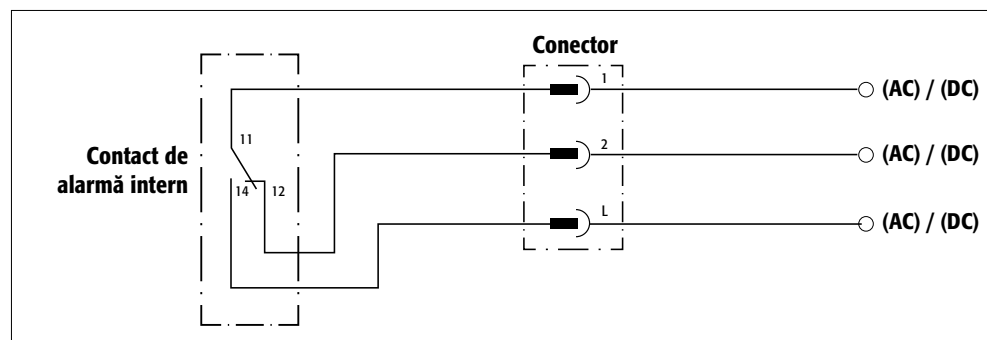 Conector
1
(AC) / (DC)
11
Contact de
alarmă intern
14
12
2
(AC) / (DC)
L
(AC) / (DC)